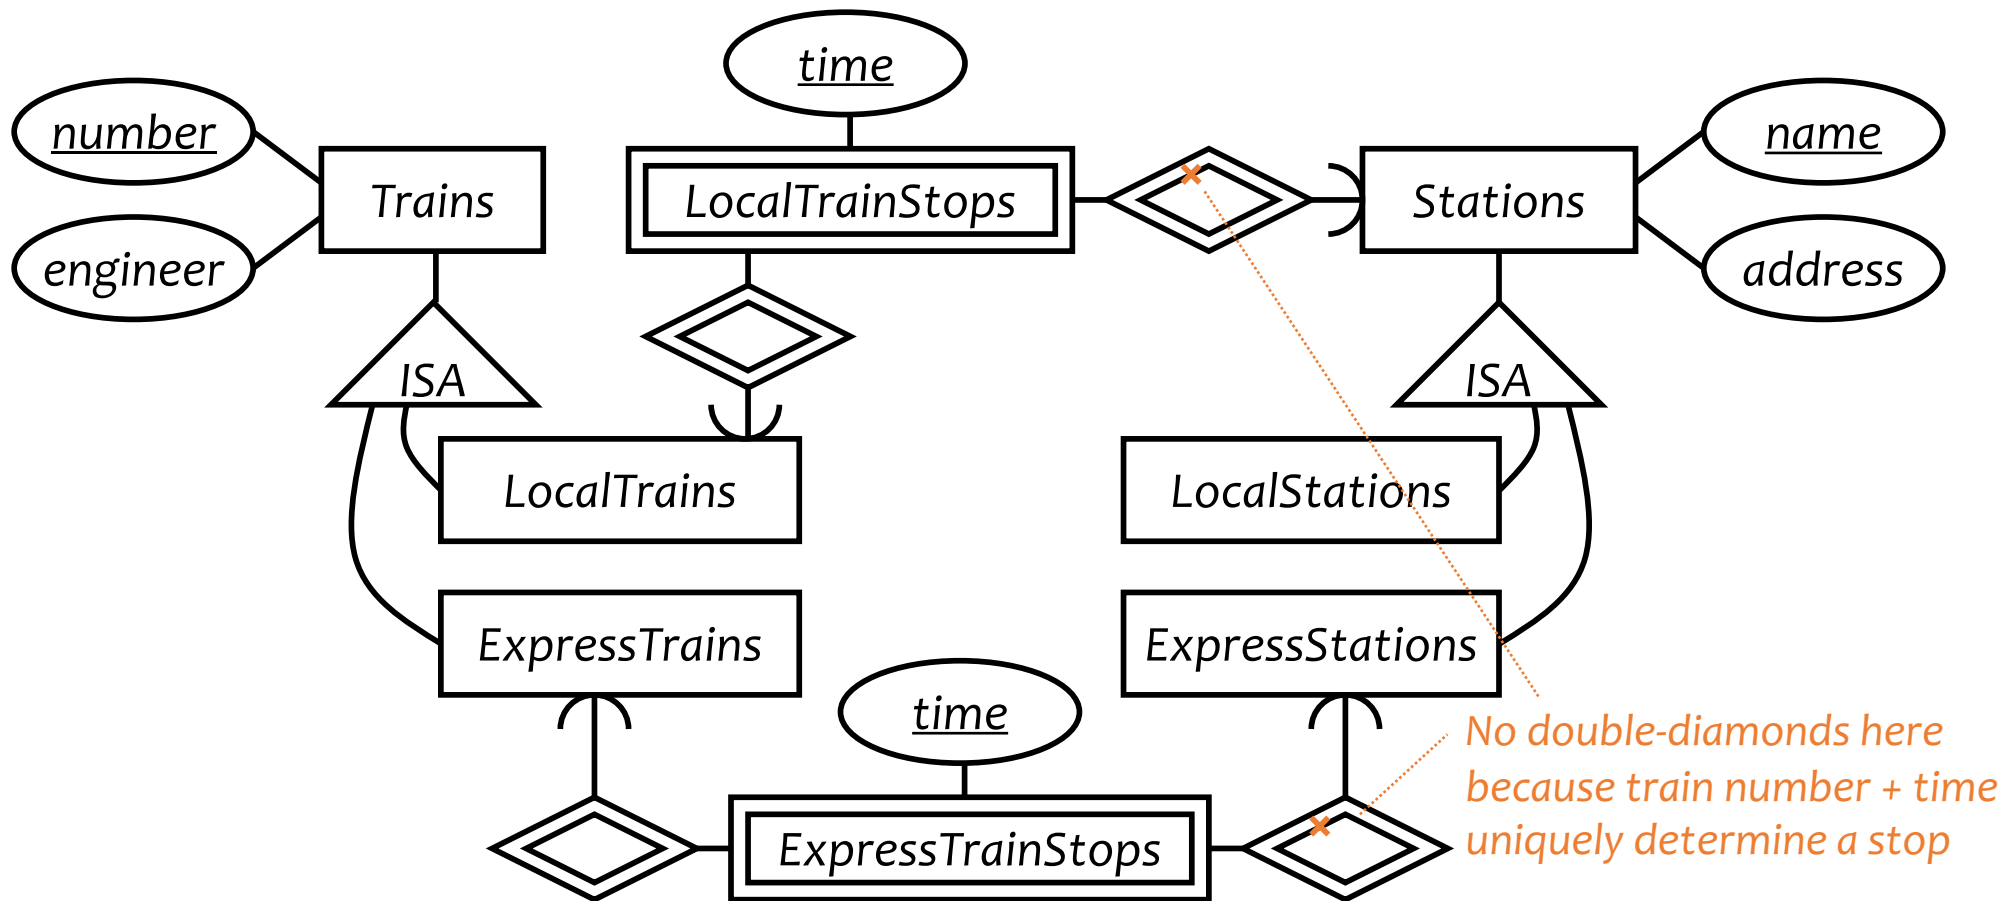 time
number
name
Trains
LocalTrainStops
Stations
engineer
address
ISA
ISA
LocalTrains
LocalStations
ExpressTrains
ExpressStations
time
No double-diamonds here
because train number + time
uniquely determine a stop
ExpressTrainStops